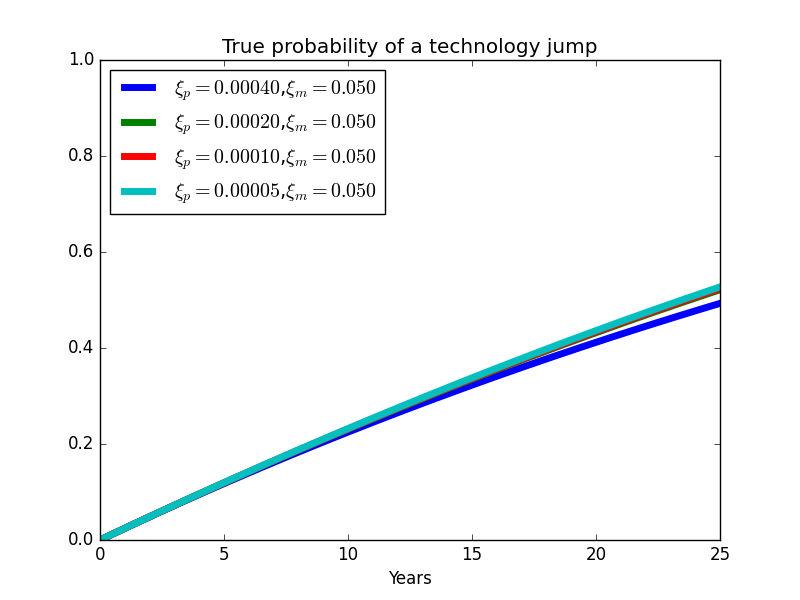 True probability of a technology jump
1.0
ξp = 0.00040,ξm = 0.050
ξp = 0.00020,ξm = 0.050
0.8
ξp = 0.00010,ξm = 0.050
ξp = 0.00005,ξm = 0.050
0.6
0.4
0.2
0.0
0 5 10 15 20 25
Years